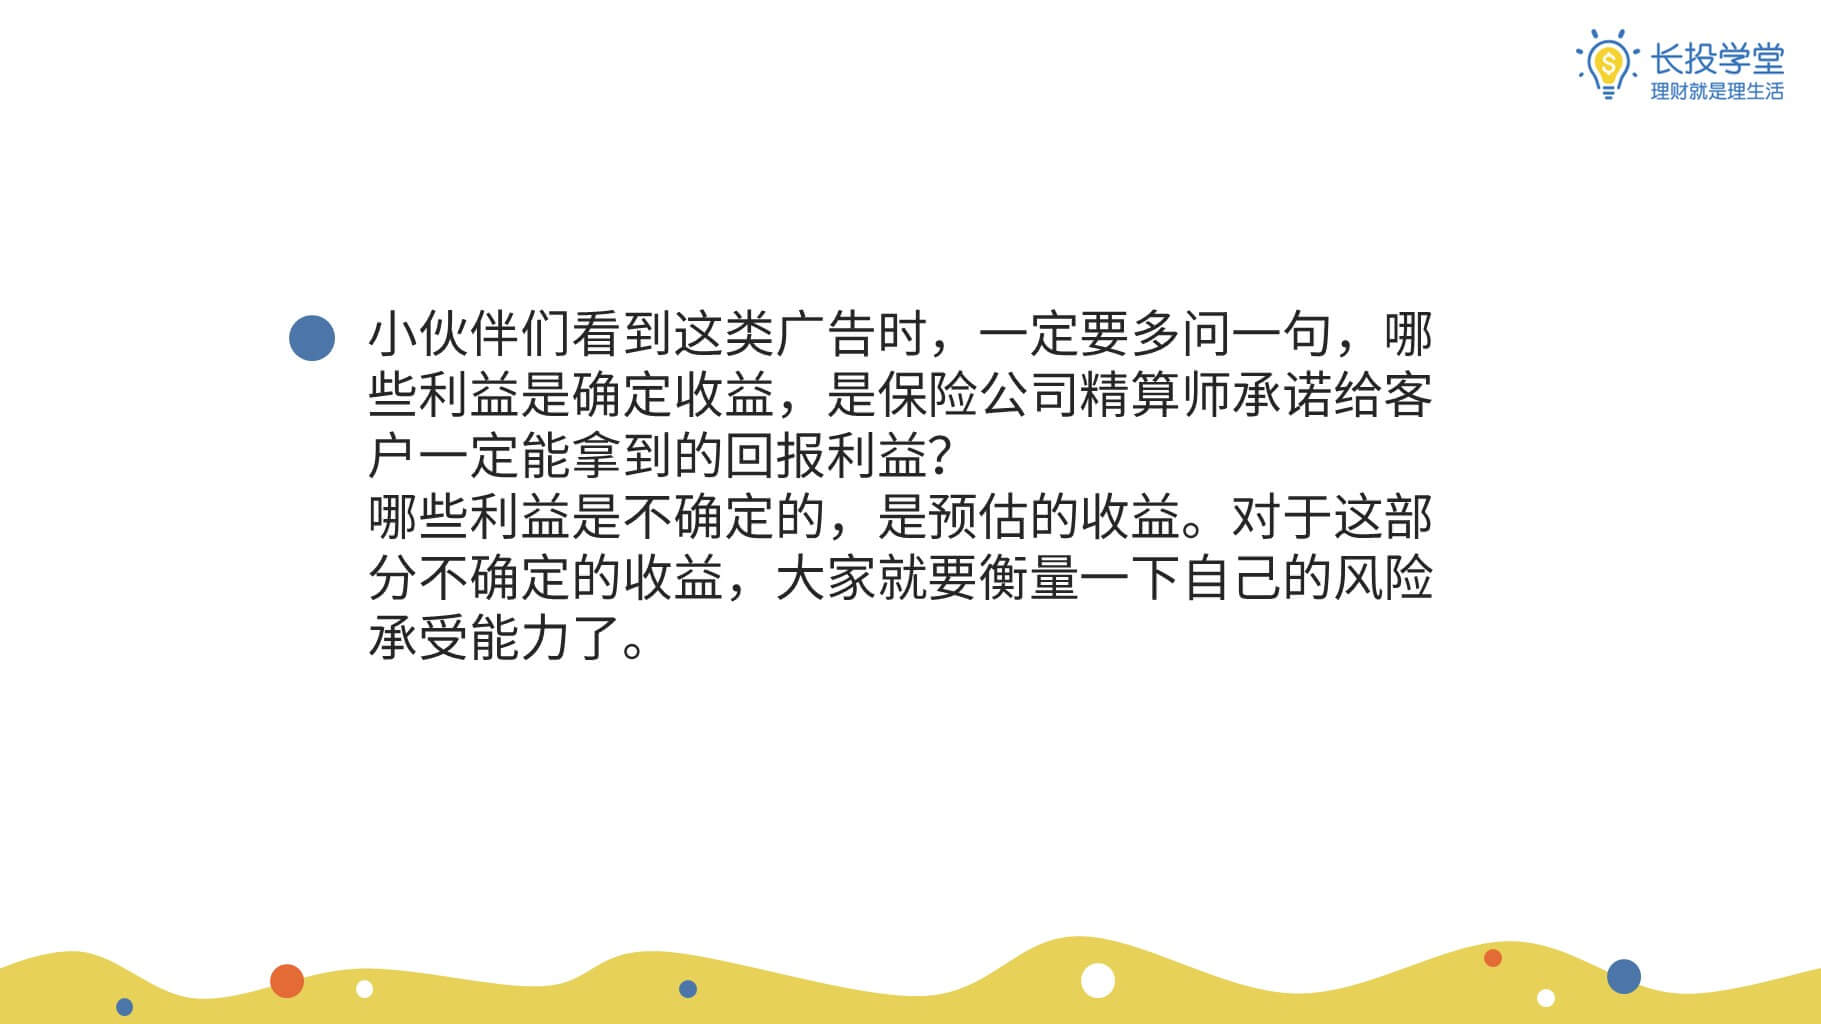 长投学堂
理财就是理生活
小伙伴们看到这类广告时，一定要多问一句，哪
些利益是确定收益，是保险公司精算师承诺给客
户一定能拿到的回报利益？
哪些利益是不确定的，是预估的收益。对于这部
分不确定的收益，大家就要衡量一下自己的风险
承受能力了。